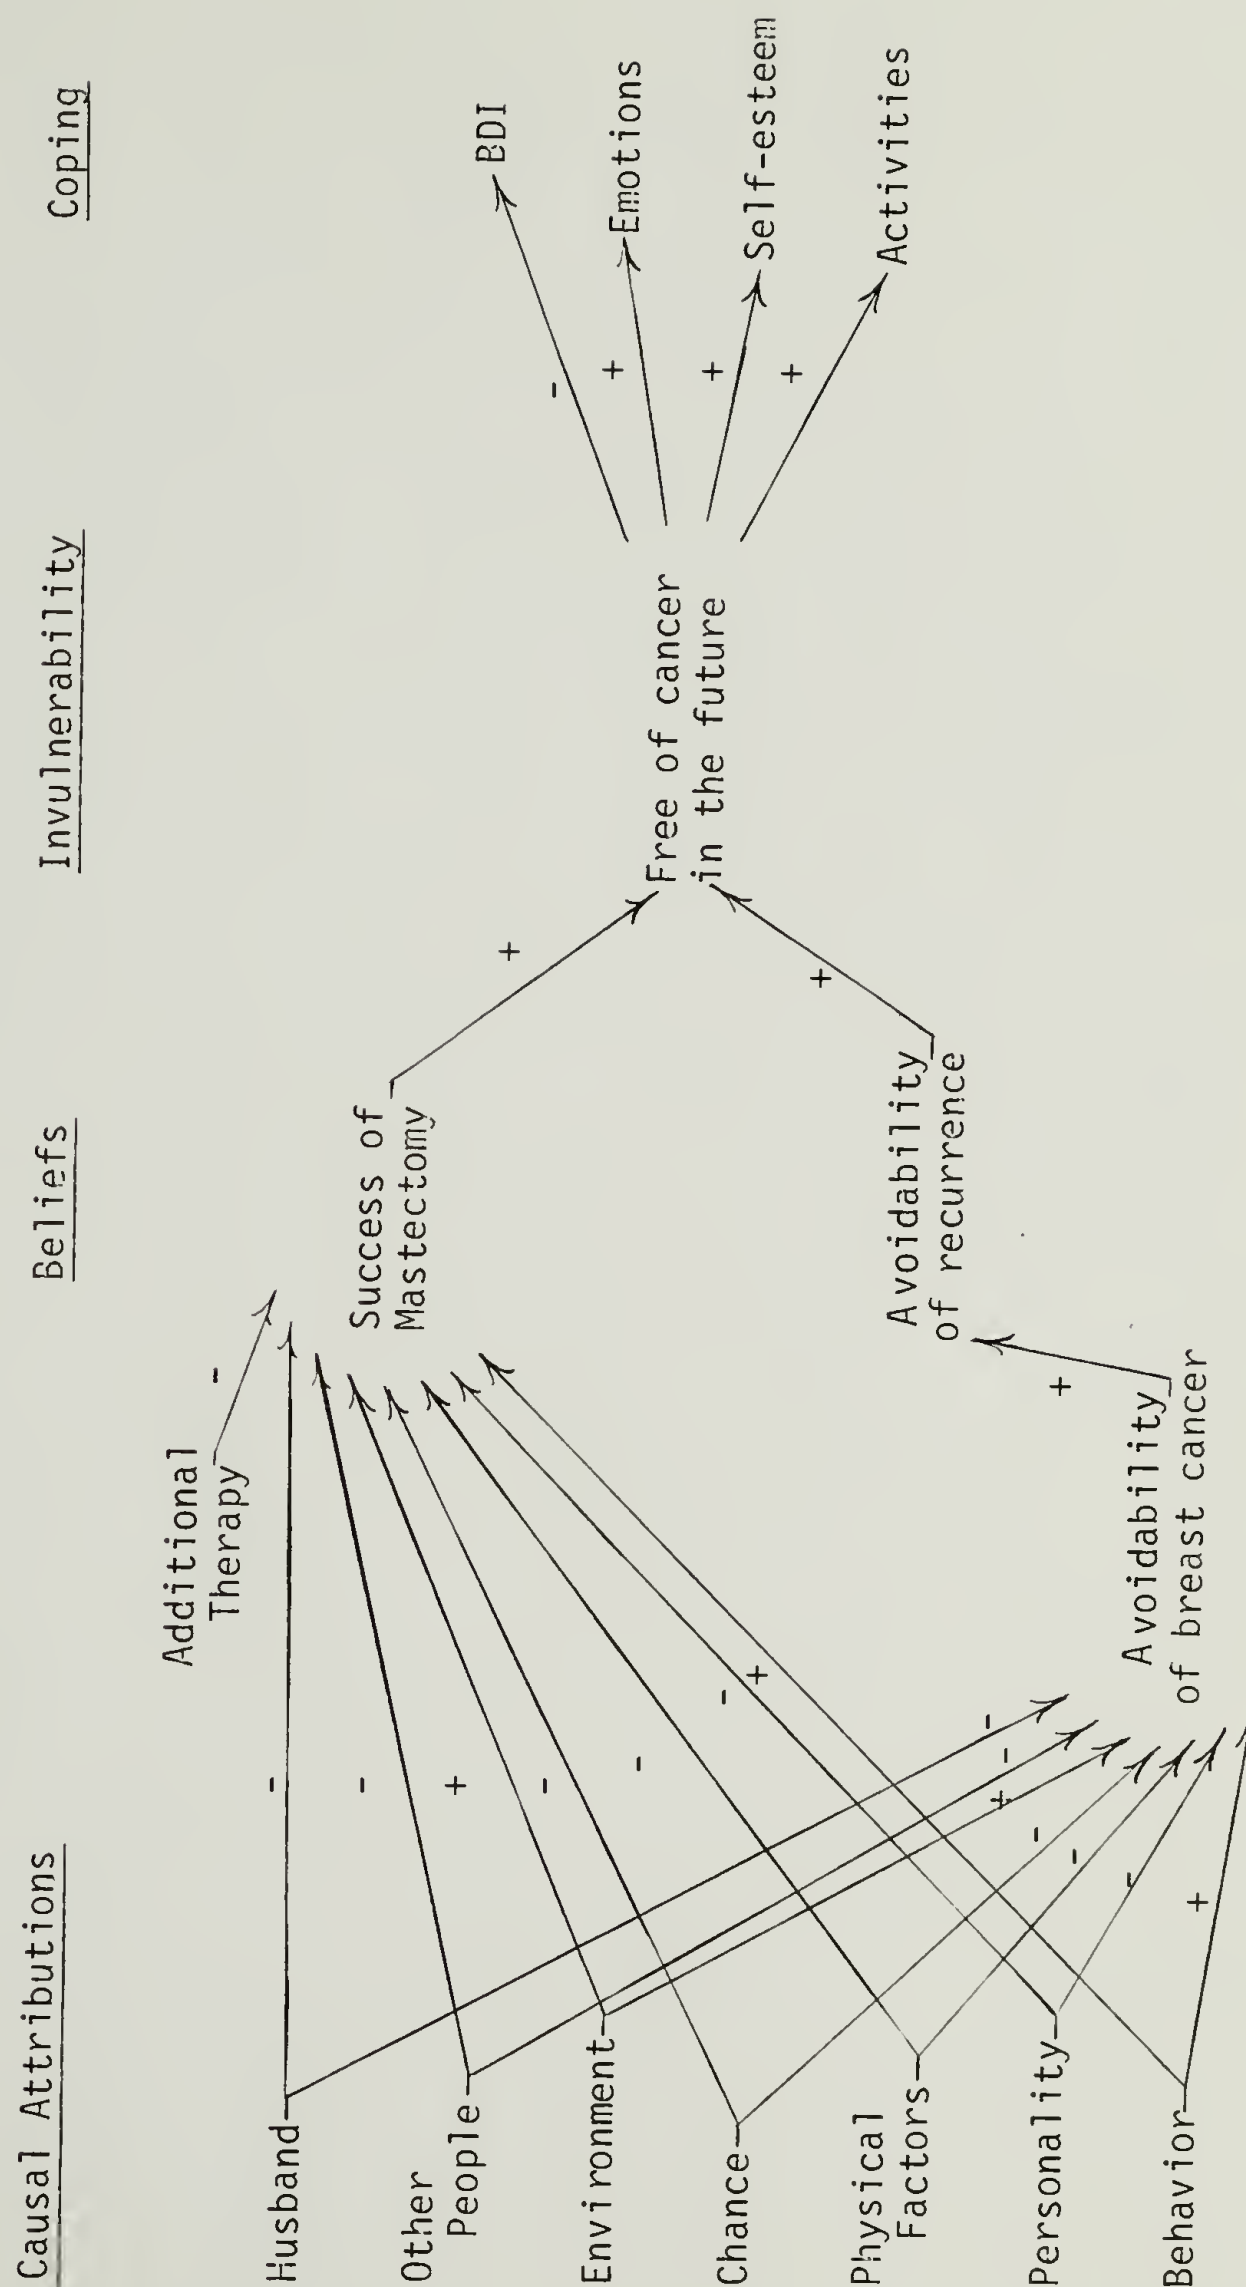 Causal Attributions
Beliefs
Invulnerability
Coping
Additional
Therapy
-
Husband
Other
People
Environment
Chance
Physical
Factors
Personality
Behavior
-
-
+
-
-
-
+
-
-
+
-
-
-
+
Success of
Mastectomy
Avoidability
of breast cancer
+
Avoidability
of recurrence
+
+
Free of cancer
in the future
-
+
+
+
BDI
Emotions
Self-esteem
Activities